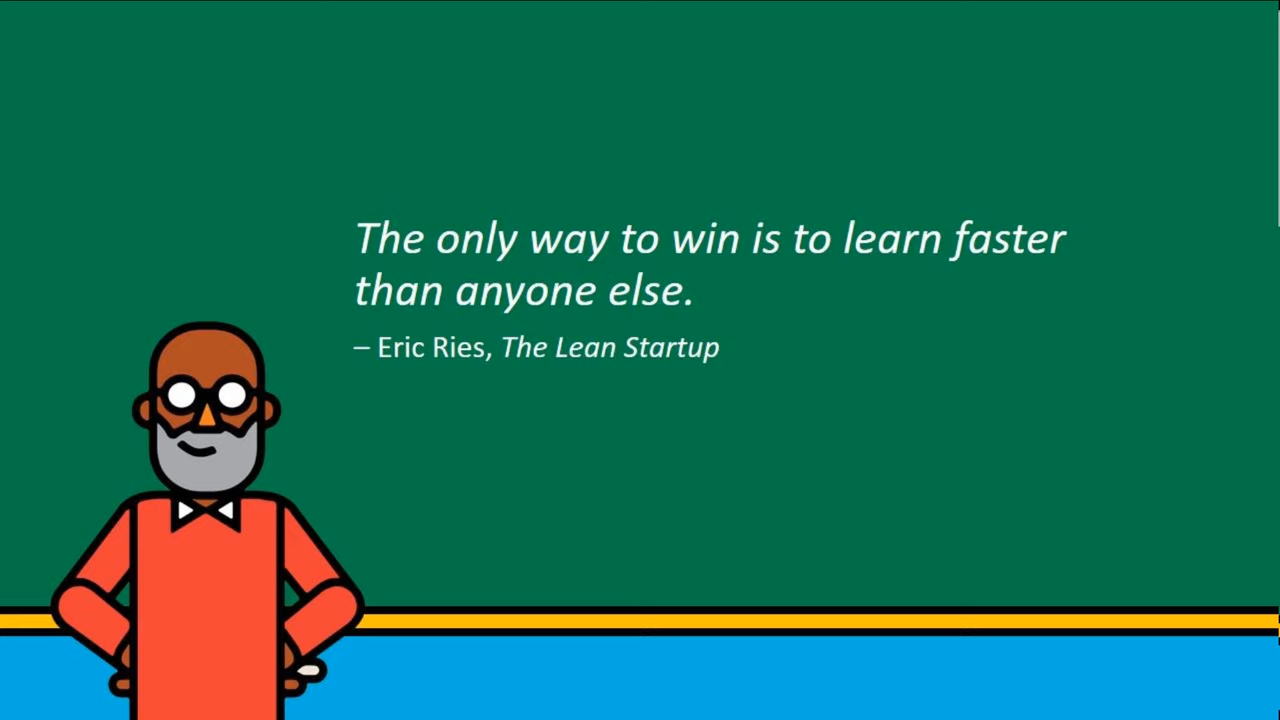 The only way to win is to learn faster
than anyone else.
– Eric Ries, The Lean Startup